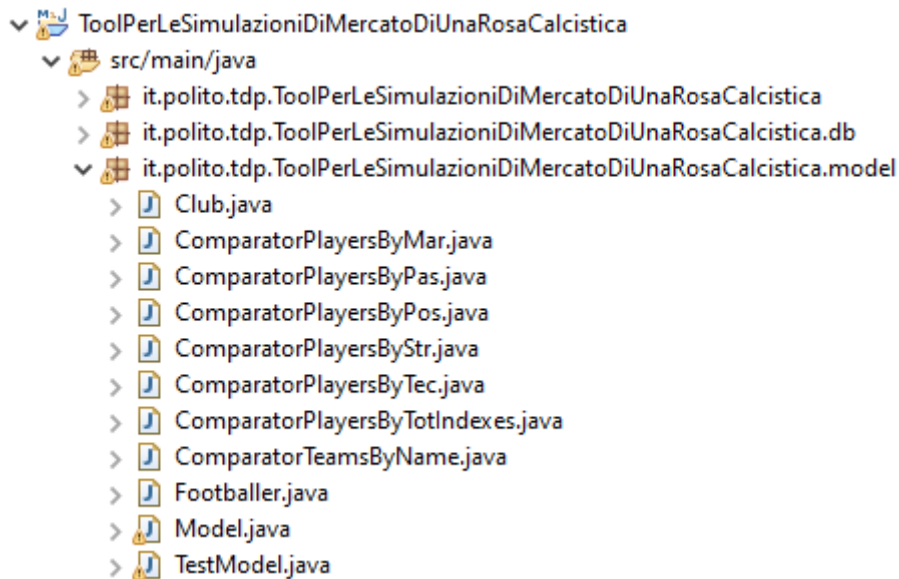 ToolPerLeSimulazioniDiMercatoDiUnaRosaCalcistica
src/main/java
it.polito.tdp.ToolPerLeSimulazioniDiMercatoDiUnaRosaCalcistica
it.polito.tdp.ToolPerLeSimulazioniDiMercatoDiUnaRosaCalcistica.db
it.polito.tdp.ToolPerLeSimulazioniDiMercatoDiUnaRosaCalcistica.model
Club.java
ComparatorPlayersByMar.java
ComparatorPlayersByPas.java
ComparatorPlayersByPos.java
ComparatorPlayersByStr.java
ComparatorPlayersByTec.java
ComparatorPlayersByTotIndexes.java
ComparatorTeamsByName.java
Footballer.java
Model.java
TestModel.java